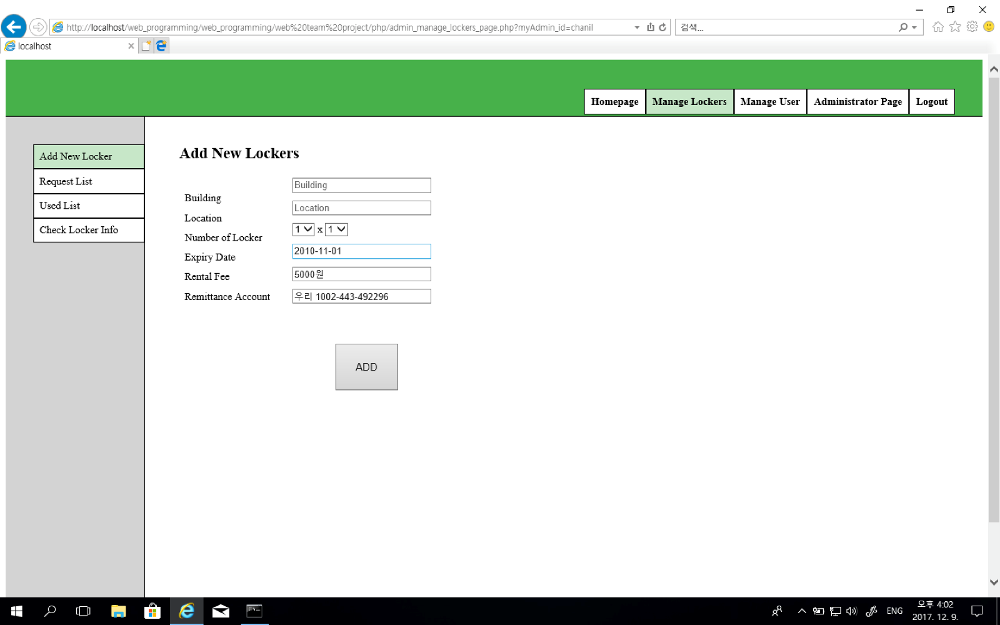 http://localhost/web_programming/web_programming/web%20team%20project/php/admin_manage_lockers_page.php?myAdmin_id=chanil
검색...
localhost
Homepage
Manage Lockers
Manage User
Administrator Page
Logout
Add New Locker
Request List
Used List
Check Locker Info
Add New Lockers
Building
Building
Location
Location
Number of Locker
1 x 1
Expiry Date
2010-11-01
Rental Fee
5000원
Remittance Account
우리 1002-443-492296
ADD
ENG
오후 4:02
2017. 12. 9.